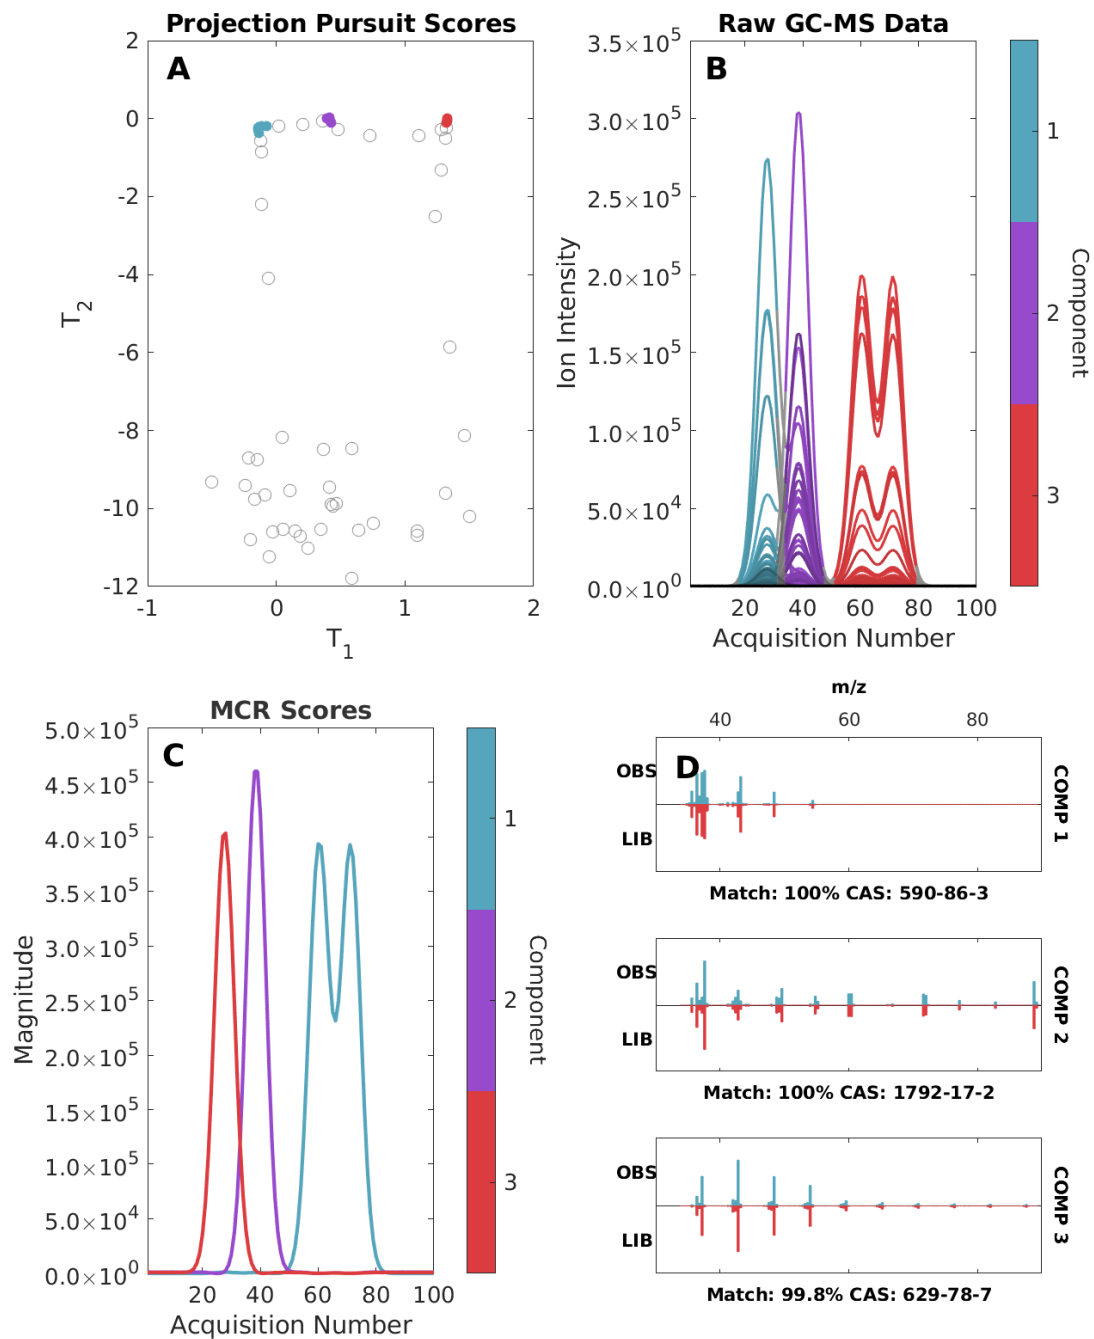 Projection Pursuit Scores
A
2
0
-2
-4
-6
-8
-10
-12
-1
0
1
2
T2
T1
Raw GC-MS Data
B
3.5×10^5
3.0×10^5
2.5×10^5
2.0×10^5
1.5×10^5
1.0×10^5
5.0×10^4
0.0×10^0
20
40
60
80
100
Ion Intensity
Acquisition Number
1
2
3
Component
MCR Scores
C
5.0×10^5
4.5×10^5
4.0×10^5
3.5×10^5
3.0×10^5
2.5×10^5
2.0×10^5
1.5×10^5
1.0×10^5
5.0×10^4
0.0×10^0
20
40
60
80
100
Magnitude
Acquisition Number
1
2
3
Component
m/z
40
60
80
D
OBS
LIB
COMP 1
Match: 100% CAS: 590-86-3
OBS
LIB
COMP 2
Match: 100% CAS: 1792-17-2
OBS
LIB
COMP 3
Match: 99.8% CAS: 629-78-7